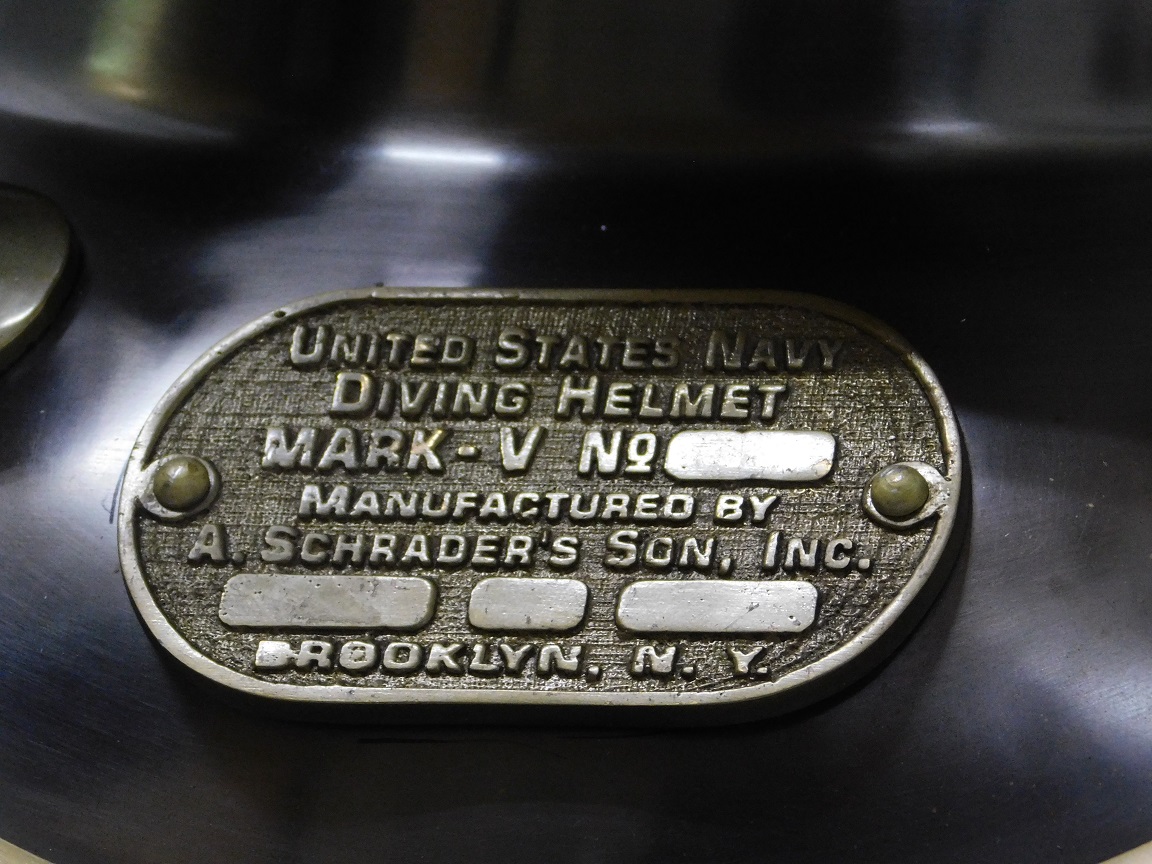 UNITED STATES NAVY
DIVING HELMET
MARK-V Nº
MANUFACTURED BY
A. SCHRADER'S SON, INC.
BROOKLYN, N. Y.